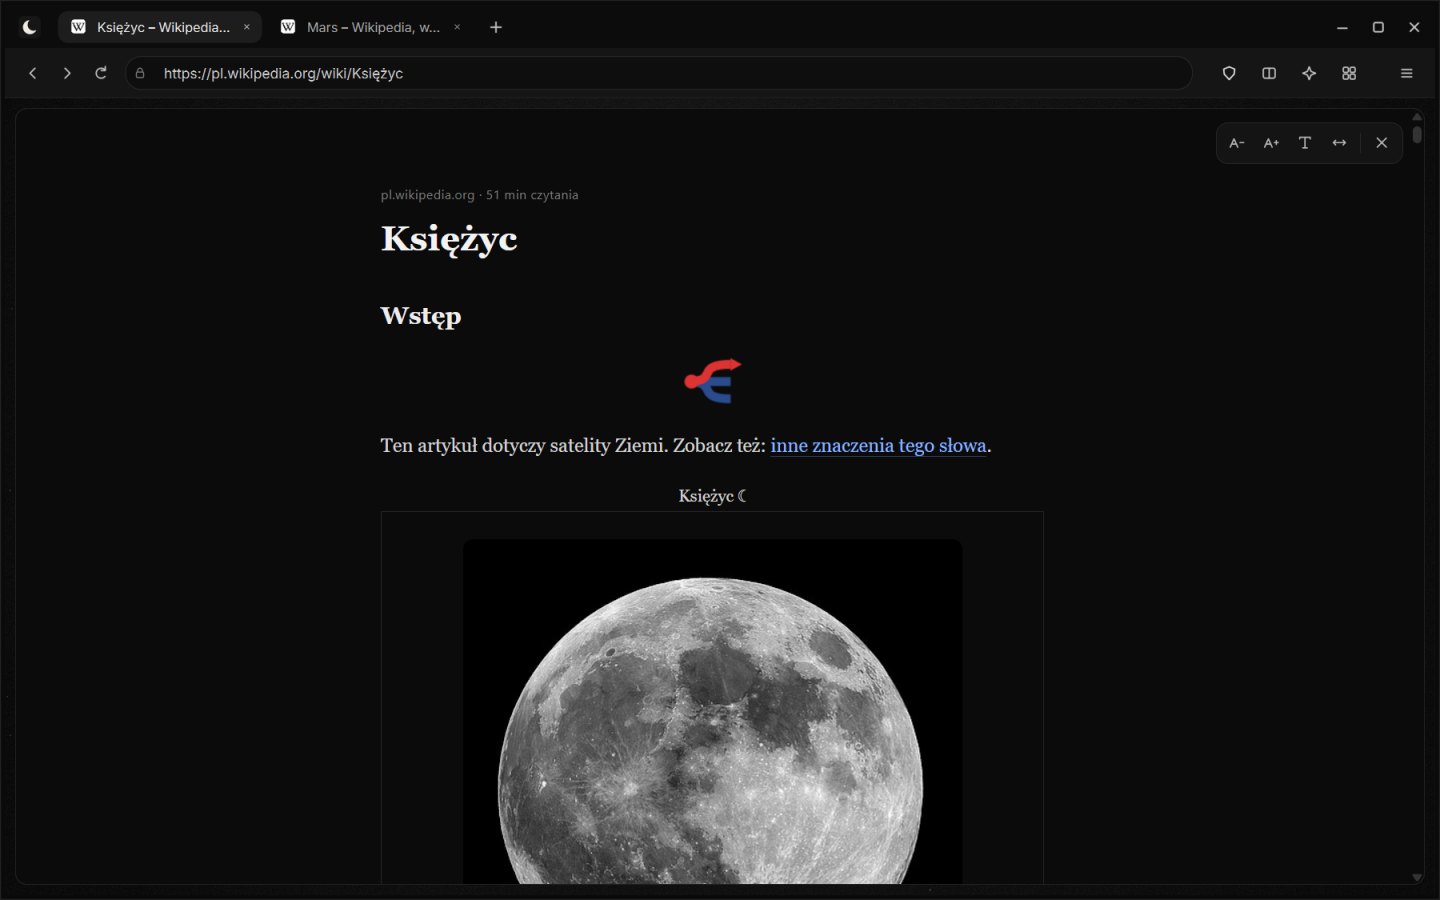 Księżyc – Wikipedia...
Mars – Wikipedia, w...
https://pl.wikipedia.org/wiki/Księżyc
A- A+ T
pl.wikipedia.org · 51 min czytania
Księżyc
Wstęp
Ten artykuł dotyczy satelity Ziemi. Zobacz też: inne znaczenia tego słowa.
Księżyc ☾